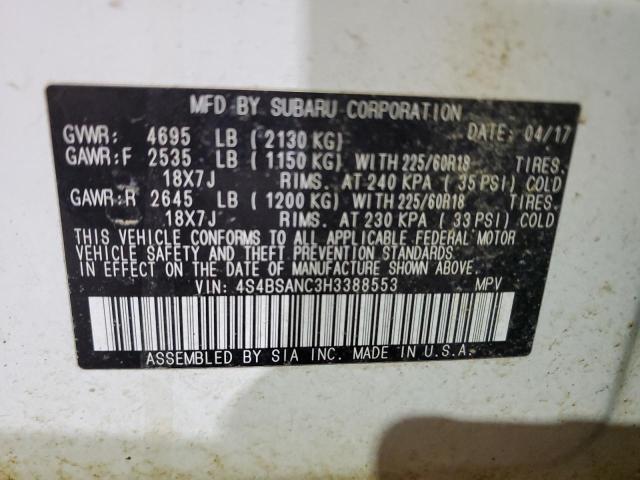 MFD BY SUBARU CORPORATION
GVWR: 4695 LB (2130 KG) DATE: 04/17
GAWR:F 2535 LB (1150 KG) WITH 225/60R18 TIRES.
18X7J RIMS. AT 240 KPA (35 PSI) COLD
GAWR:R 2645 LB (1200 KG) WITH 225/60R18 TIRES.
18X7J RIMS. AT 230 KPA (33 PSI) COLD
THIS VEHICLE CONFORMS TO ALL APPLICABLE FEDERAL MOTOR
VEHICLE SAFETY AND THEFT PREVENTION STANDARDS
IN EFFECT ON THE DATE OF MANUFACTURE SHOWN ABOVE.
VIN: 4S4BSANC3H3388553 MPV
ASSEMBLED BY SIA INC. MADE IN U.S.A.